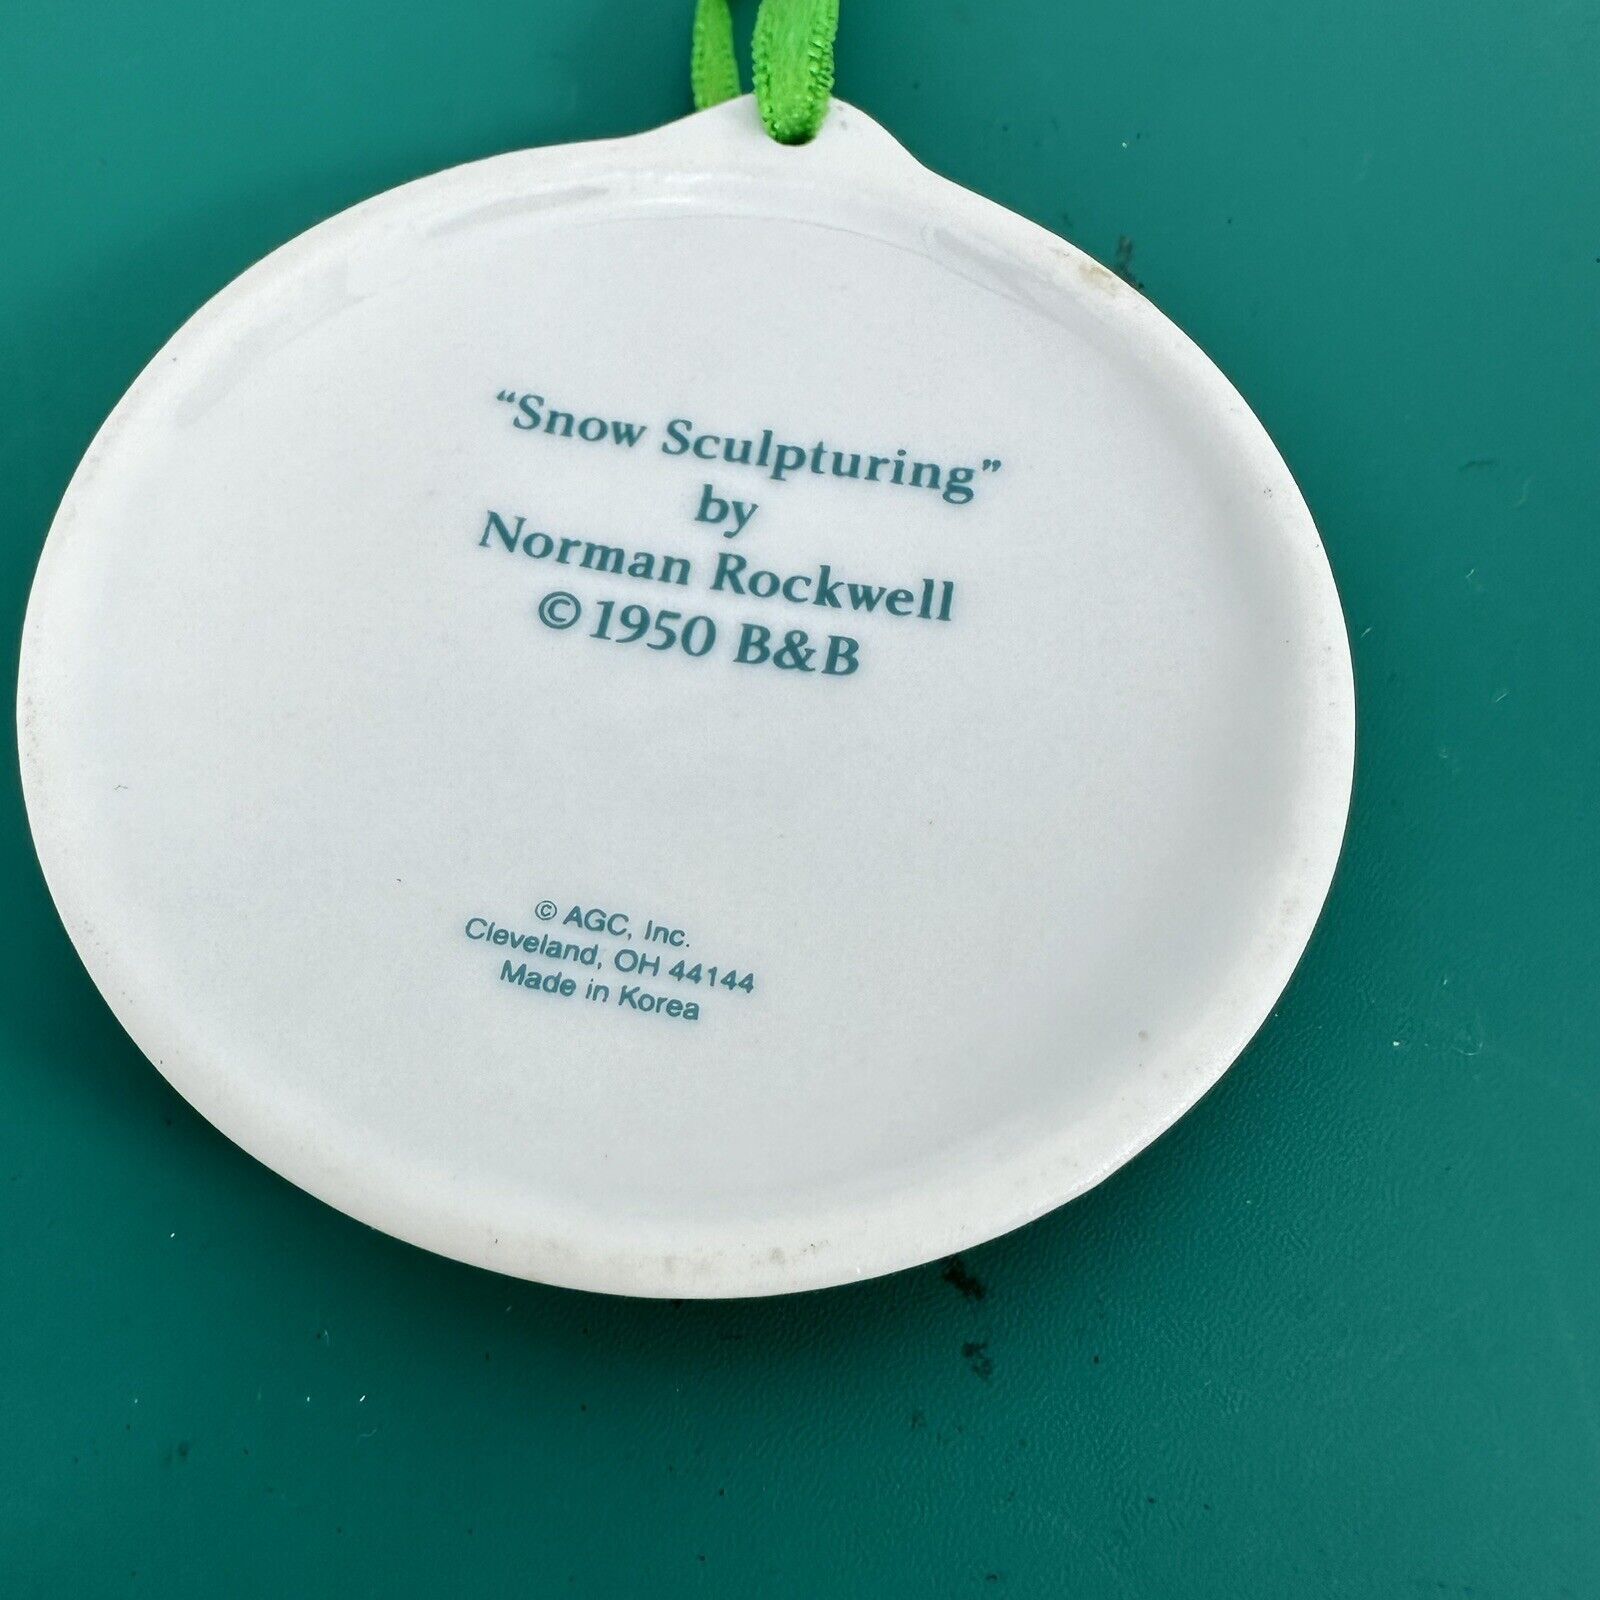 “Snow Sculpturing”
by
Norman Rockwell
© 1950 B&B
© AGC, Inc.
Cleveland, OH 44144
Made in Korea